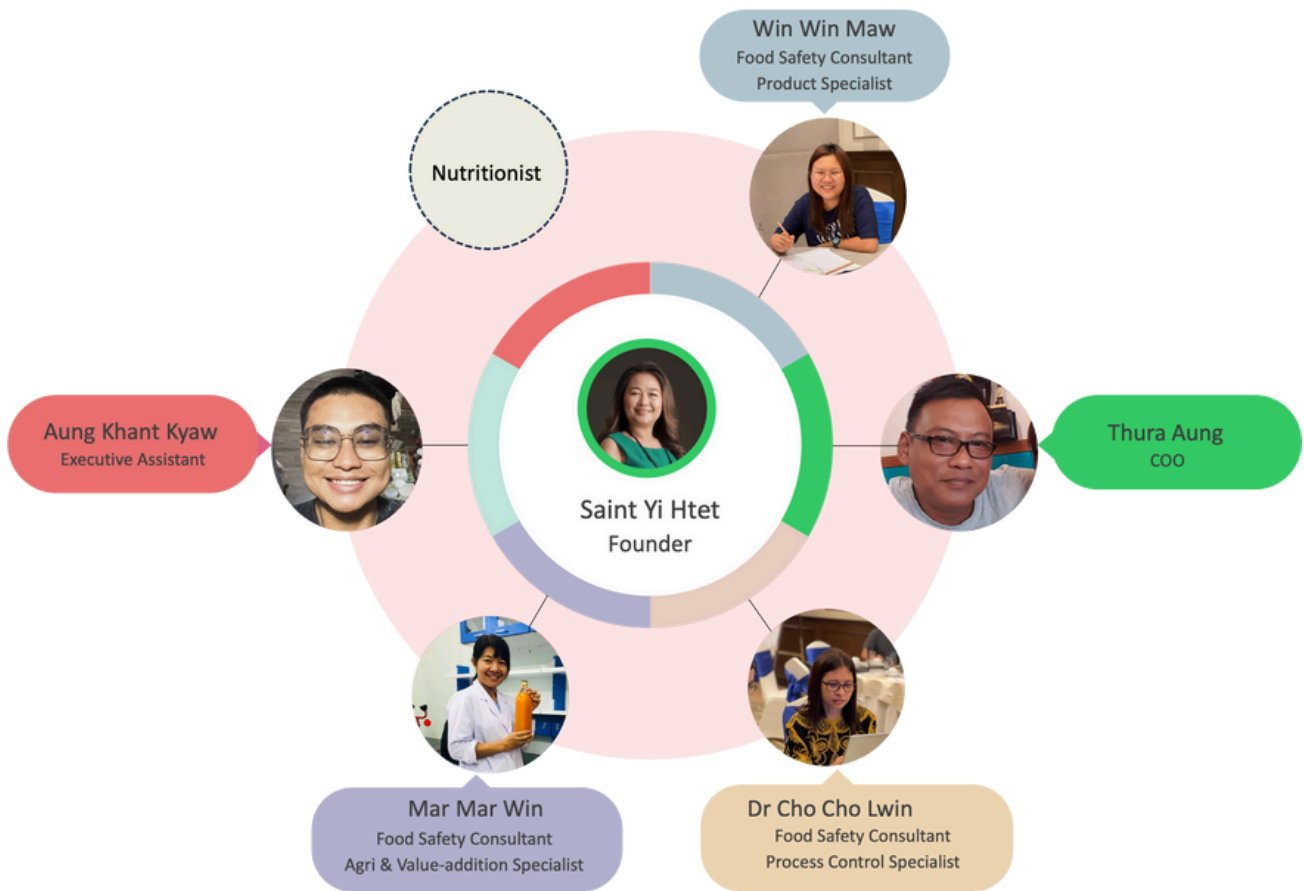 Win Win Maw
Food Safety Consultant
Product Specialist
Nutritionist
Aung Khant Kyaw
Executive Assistant
Saint Yi Htet
Founder
Thura Aung
COO
Mar Mar Win
Food Safety Consultant
Agri & Value-addition Specialist
Dr Cho Cho Lwin
Food Safety Consultant
Process Control Specialist